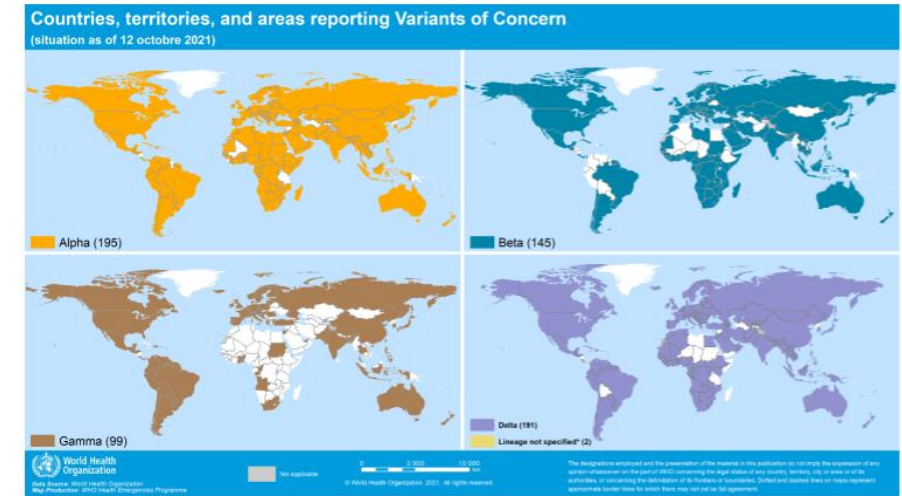 Countries, territories, and areas reporting Variants of Concern
(situation as of 12 octobre 2021)
Alpha (195)
Beta (145)
Gamma (99)
Delta (191)
Lineage not specified* (2)
World Health
Organization
Data Source: World Health Organization
Map Production: WHO Health Emergencies Programme
Not applicable
0 5 000 10 000
km
© World Health Organization 2021, All rights reserved.
The designations employed and the presentation of the material in this publication do not imply the expression of any
opinion whatsoever on the part of WHO concerning the legal status of any country, territory, city or area or of its
authorities, or concerning the delimitation of its frontiers or boundaries. Dotted and dashed lines on maps represent
approximate border lines for which there may not yet be full agreement.